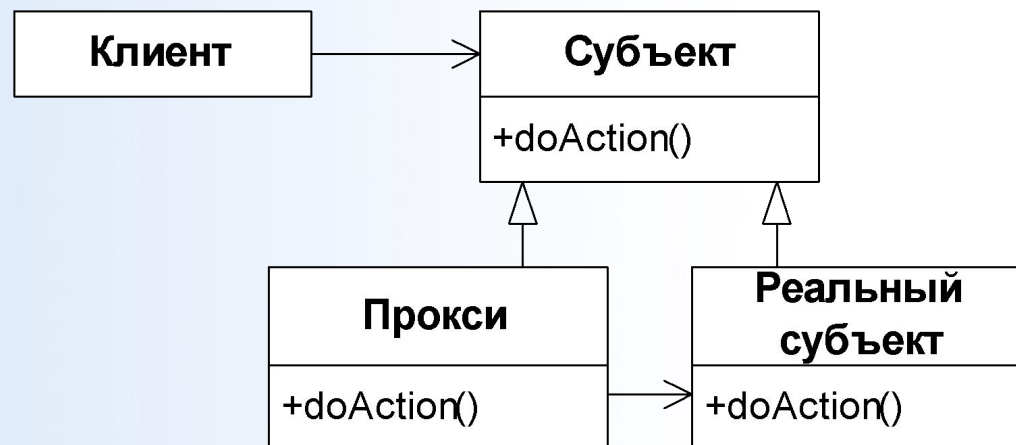 Клиент
Субъект
+doAction()
Прокси
+doAction()
Реальный
субъект
+doAction()